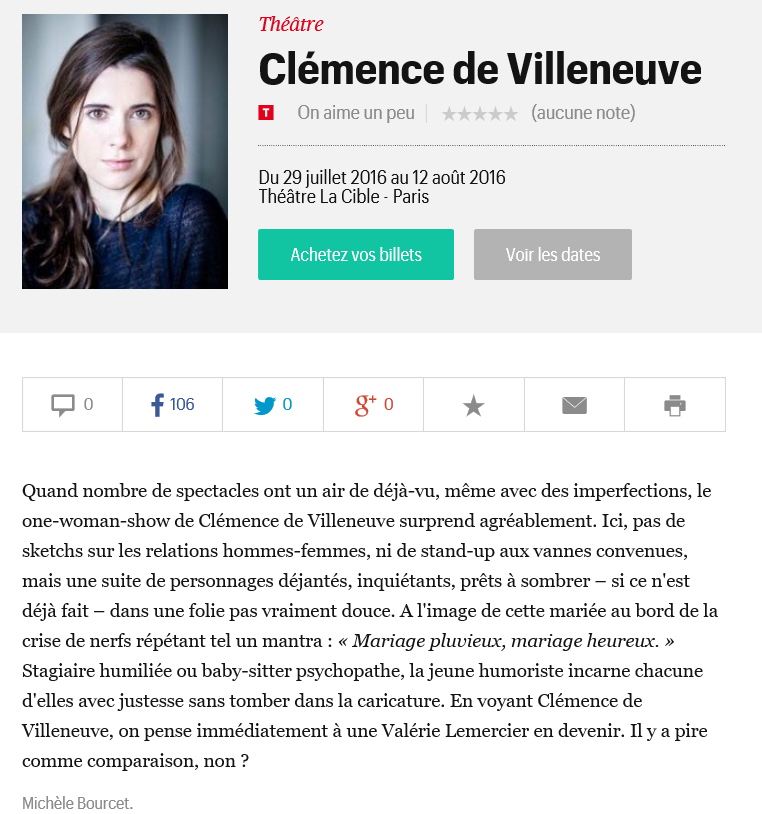 Théâtre
Clémence de Villeneuve
T On aime un peu ★★★★★ (aucune note)
Du 29 juillet 2016 au 12 août 2016
Théâtre La Cible - Paris
Achetez vos billets Voir les dates
0 f 106 0 g+ 0
Quand nombre de spectacles ont un air de déjà-vu, même avec des imperfections, le
one-woman-show de Clémence de Villeneuve surprend agréablement. Ici, pas de
sketchs sur les relations hommes-femmes, ni de stand-up aux vannes convenues,
mais une suite de personnages déjantés, inquiétants, prêts à sombrer – si ce n'est
déjà fait – dans une folie pas vraiment douce. A l'image de cette mariée au bord de la
crise de nerfs répétant tel un mantra : « Mariage pluvieux, mariage heureux. »
Stagiaire humiliée ou baby-sitter psychopathe, la jeune humoriste incarne chacune
d'elles avec justesse sans tomber dans la caricature. En voyant Clémence de
Villeneuve, on pense immédiatement à une Valérie Lemercier en devenir. Il y a pire
comme comparaison, non ?
Michèle Bourcet.